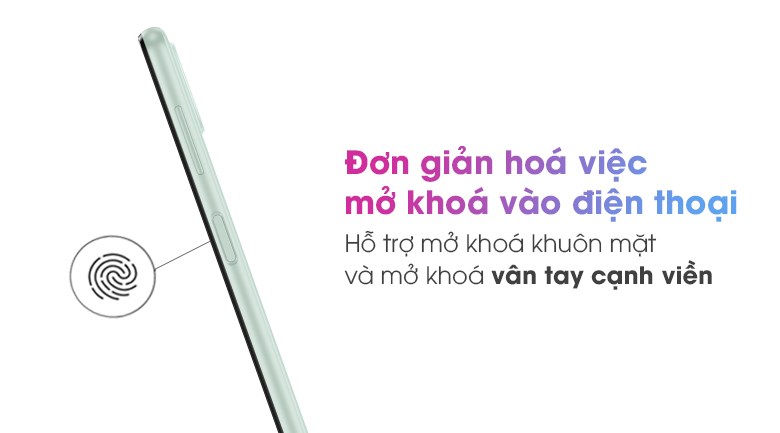 Đơn giản hoá việc
mở khoá vào điện thoại
Hỗ trợ mở khoá khuôn mặt
và mở khoá vân tay cạnh viền